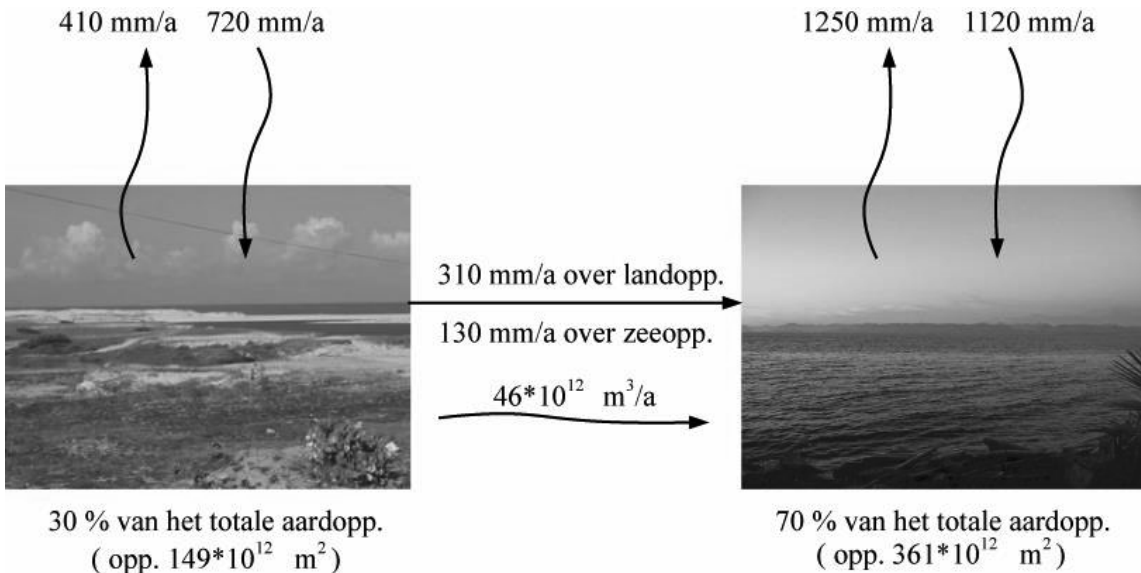 410 mm/a 720 mm/a 1250 mm/a 1120 mm/a
310 mm/a over landopp.
130 mm/a over zeeopp.
46*10¹² m³/a
30 % van het totale aardopp.
( opp. 149*10¹² m² )
70 % van het totale aardopp.
( opp. 361*10¹² m² )